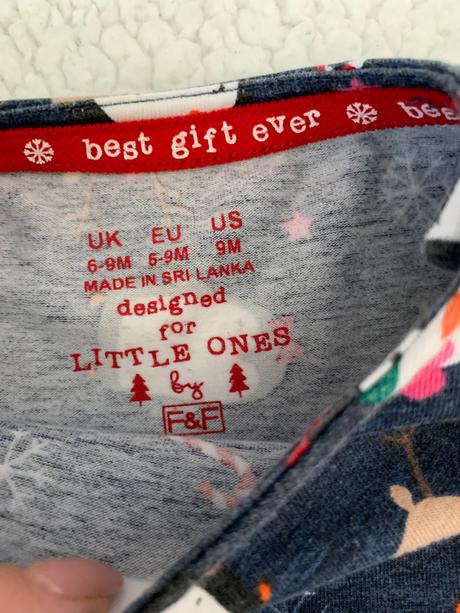 best gift ever
best
UK EU US
6-9M 6-9M 9M
MADE IN SRI LANKA
designed
for
LITTLE ONES
by
F&F